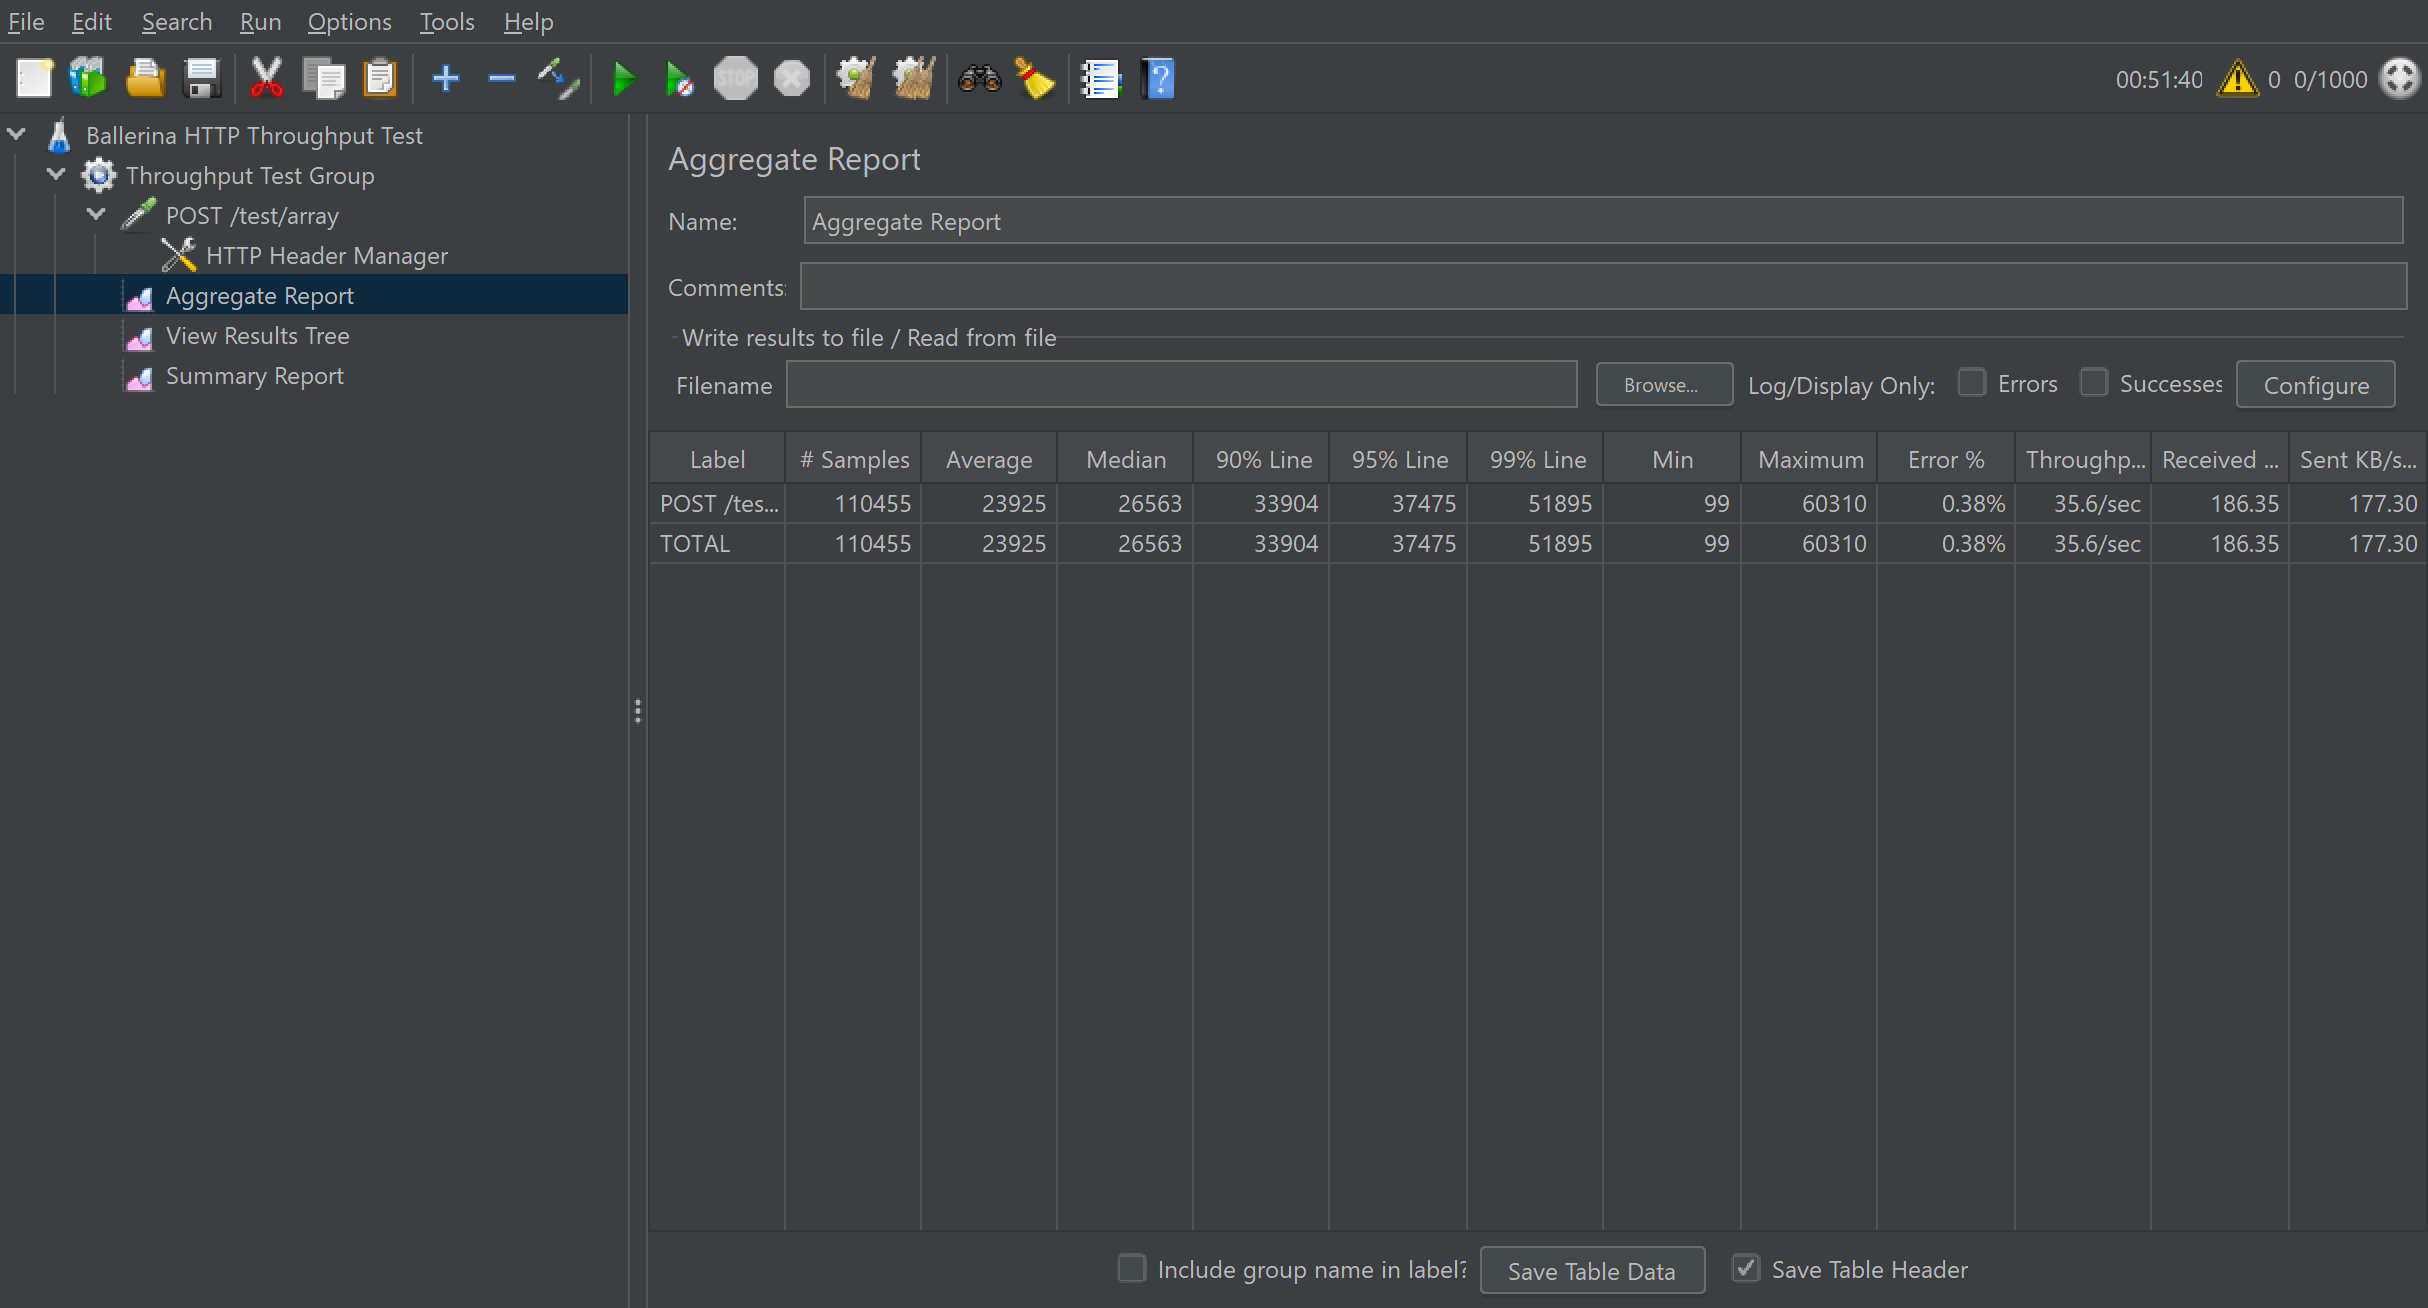 File Edit Search Run Options Tools Help
STOP
00:51:40 0 0/1000
Ballerina HTTP Throughput Test
Throughput Test Group
POST /test/array
HTTP Header Manager
Aggregate Report
View Results Tree
Summary Report
Aggregate Report
Name: Aggregate Report
Comments:
Write results to file / Read from file
Filename Browse... Log/Display Only: Errors Successes Configure
Label # Samples Average Median 90% Line 95% Line 99% Line Min Maximum Error % Throughp... Received ... Sent KB/s...
POST /tes... 110455 23925 26563 33904 37475 51895 99 60310 0.38% 35.6/sec 186.35 177.30
TOTAL 110455 23925 26563 33904 37475 51895 99 60310 0.38% 35.6/sec 186.35 177.30
Include group name in label? Save Table Data Save Table Header